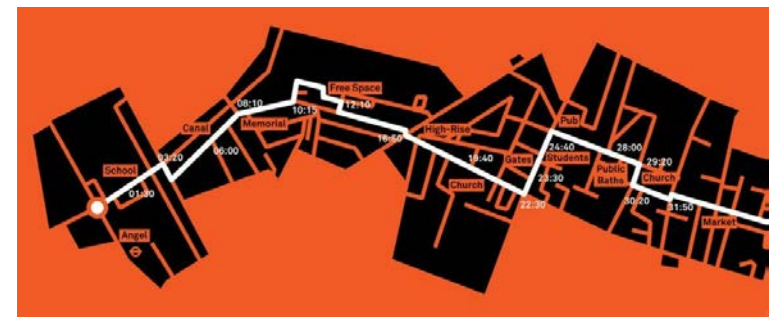 School
01:30
Angel
03:20
Canal
06:00
08:10
Memorial
10:15
Free Space
12:10
16:50
High-Rise
19:40
Church
Gates
22:30
23:30
24:40
Students
Pub
Public
Baths
28:00
29:20
Church
30:20
31:50
Market